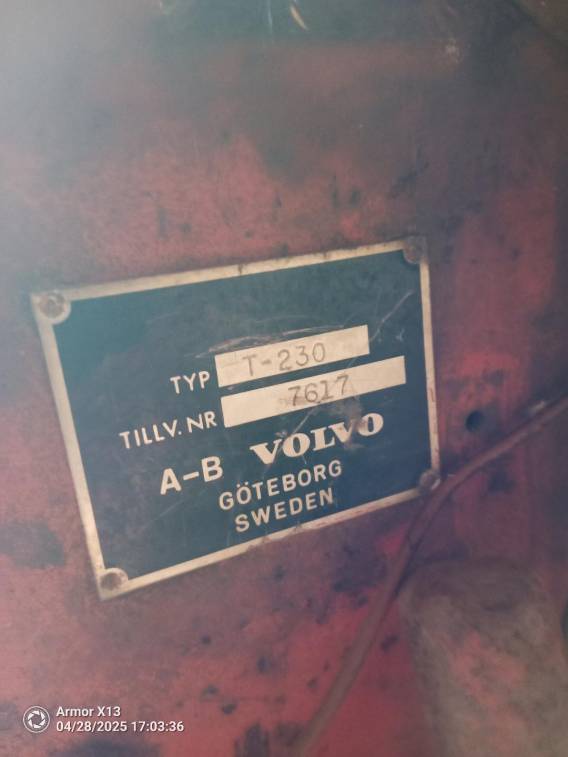 TYP T-230
TILLV. NR 7617
A-B VOLVO
GÖTEBORG
SWEDEN
Armor X13
04/28/2025 17:03:36